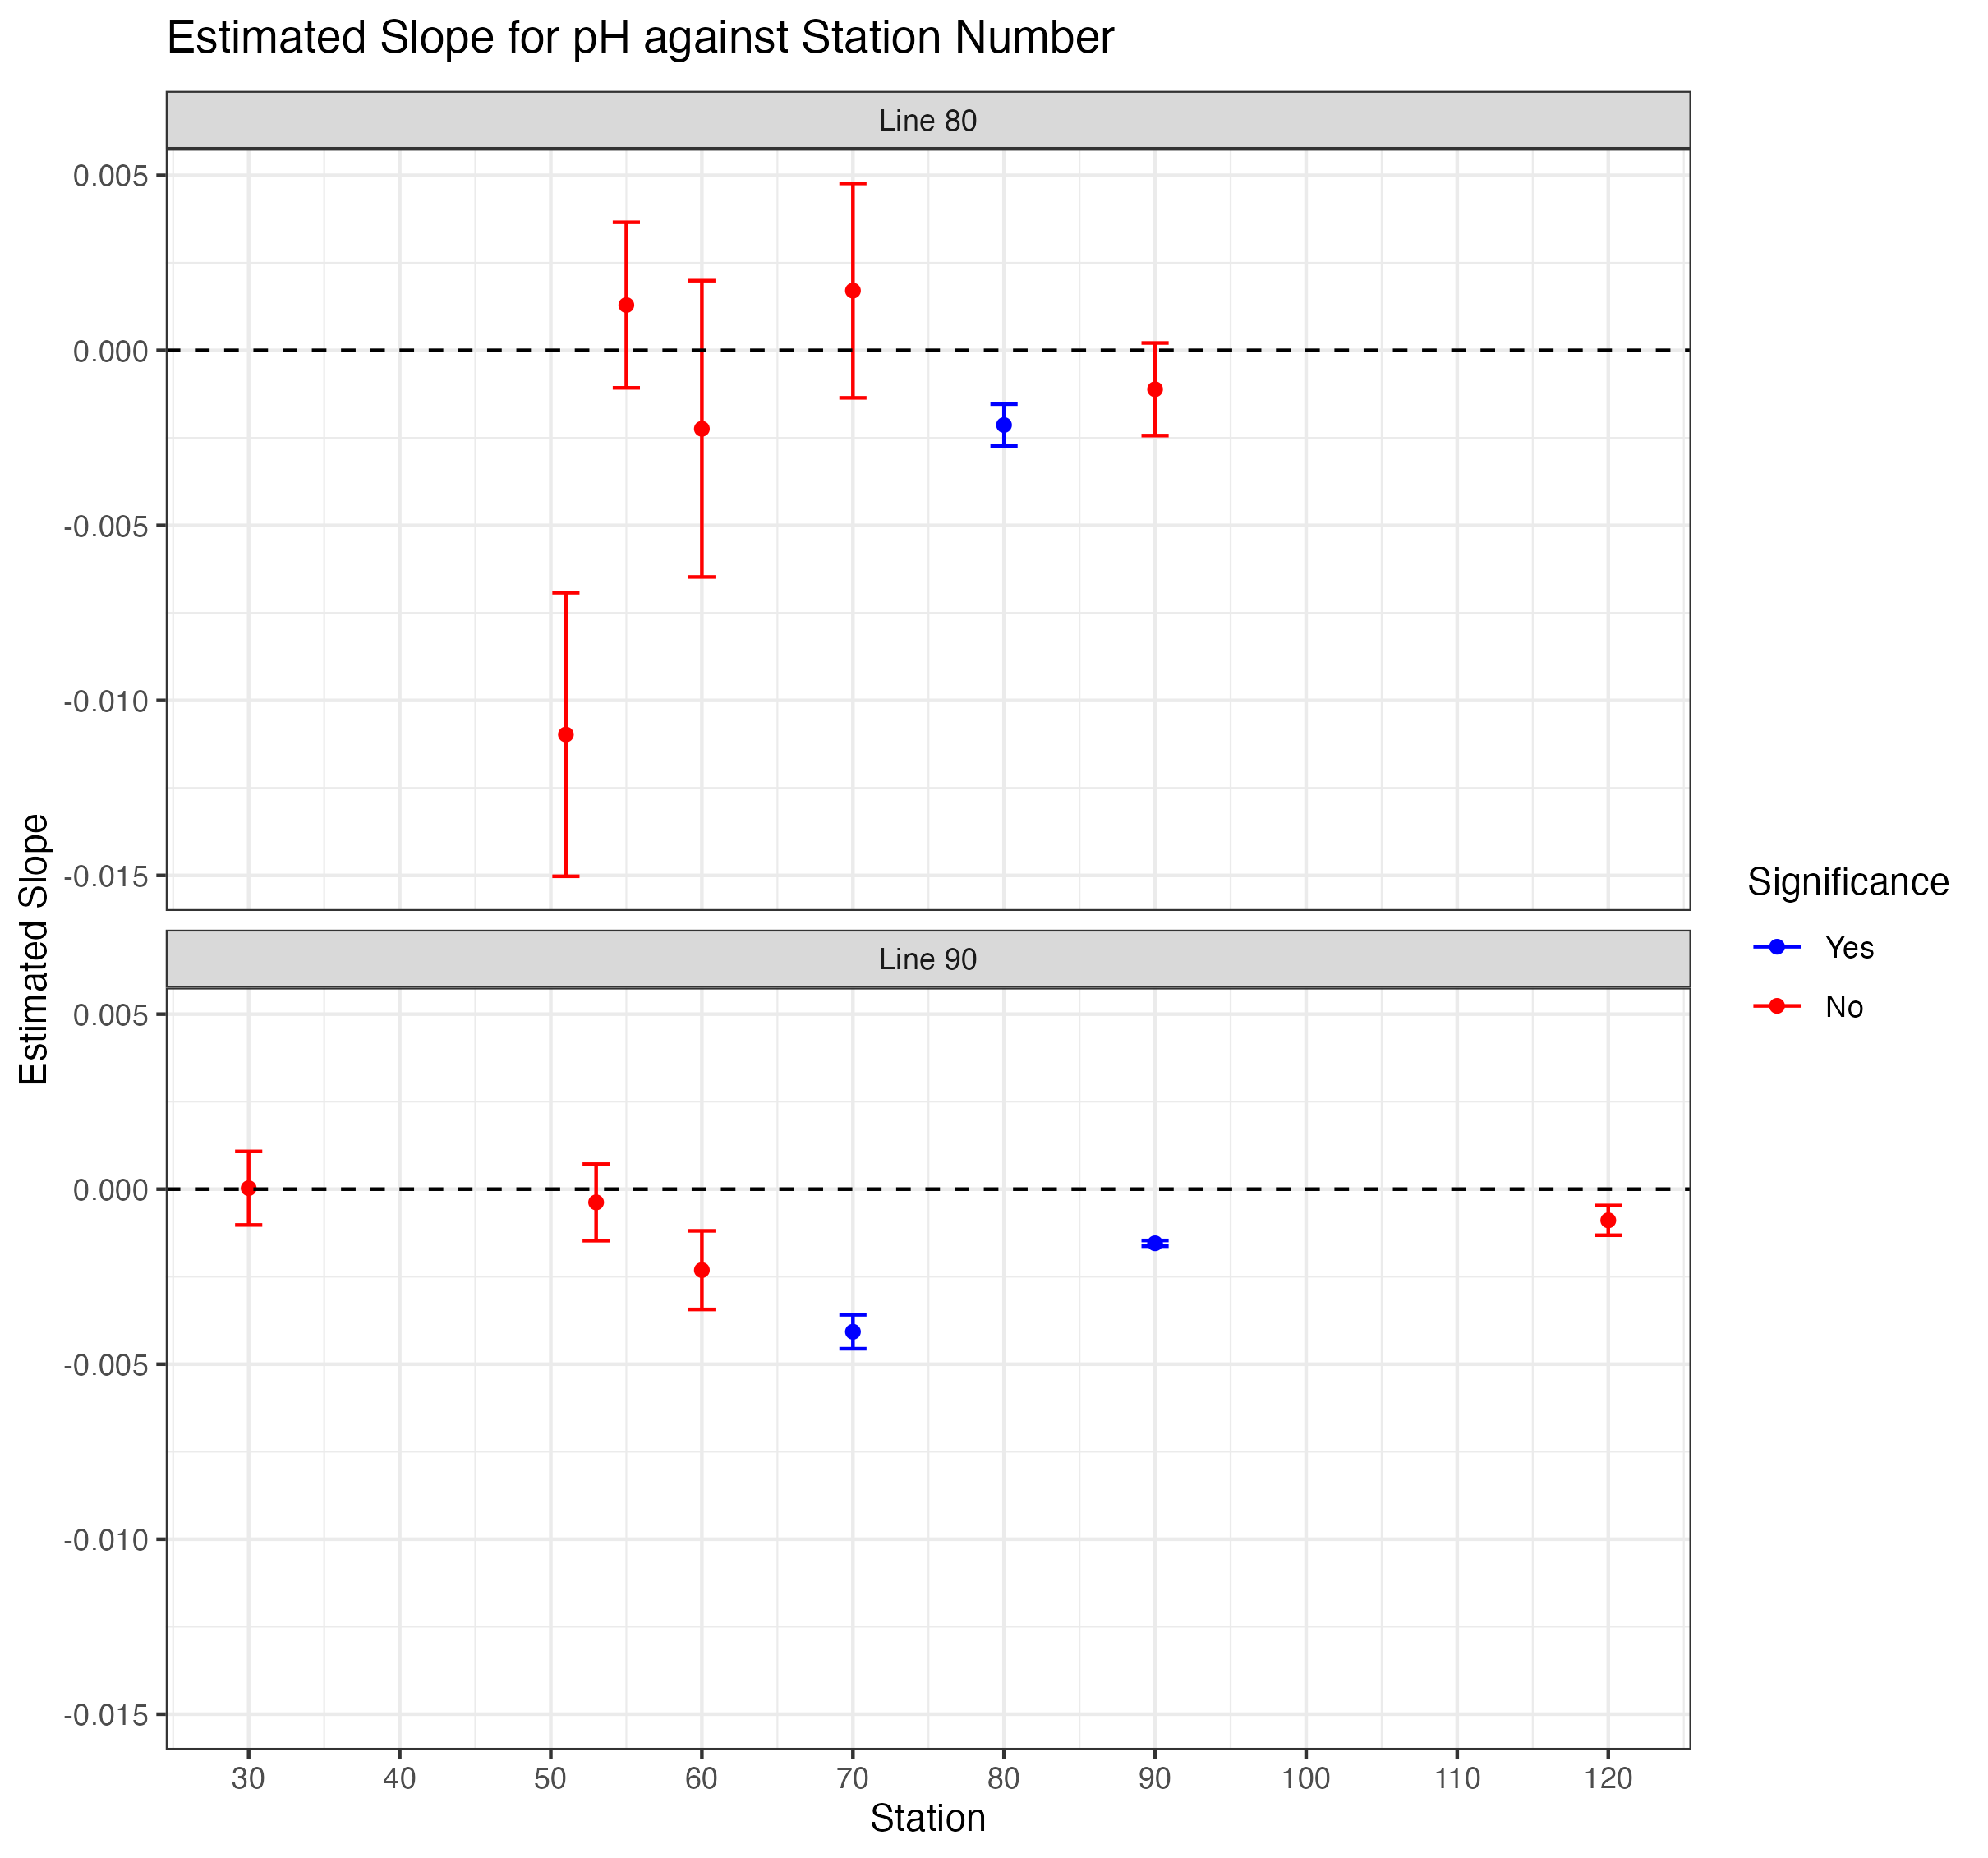 Estimated Slope for pH against Station Number
Line 80
0.005
0.000
-0.005
-0.010
-0.015
Estimated Slope
Line 90
0.005
0.000
-0.005
-0.010
-0.015
30 40 50 60 70 80 90 100 110 120
Station
Significance
Yes
No